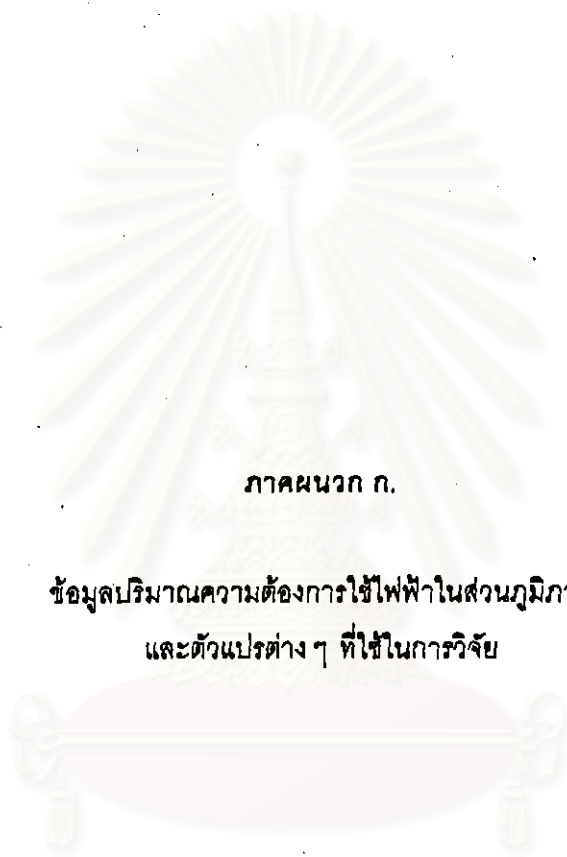 ภาคผนวก ก.
ข้อมูลปริมาณความต้องการใช้ไฟฟ้าในส่วนภูมิภา
และตัวแปรต่าง ๆ ที่ใช้ในการวิจัย